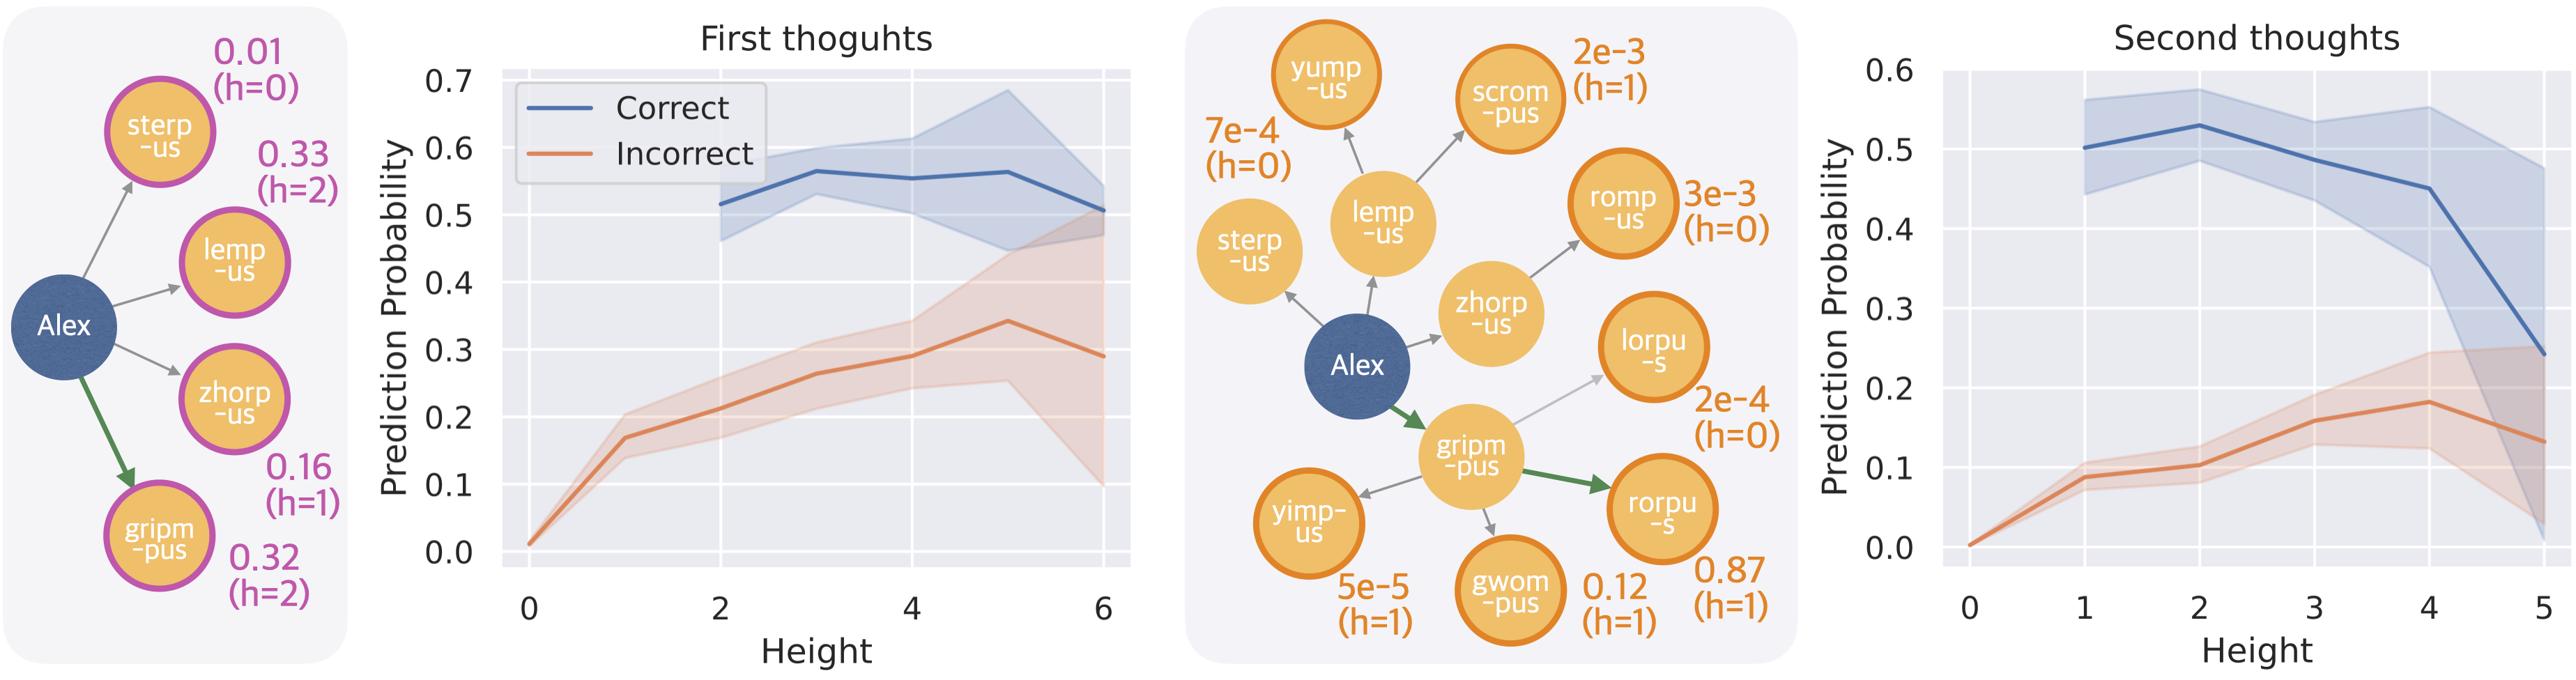 0.01
(h=0)
sterp
-us
0.33
(h=2)
lemp
-us
Alex
zhorp
-us
0.16
(h=1)
gripm
-pus
0.32
(h=2)
First thoguhts
Prediction Probability
0.7
0.6
0.5
0.4
0.3
0.2
0.1
0.0
Correct
Incorrect
0
2
4
6
Height
yump
-us
scrom
-pus
2e-3
(h=1)
7e-4
(h=0)
sterp
-us
lemp
-us
romp
-us
3e-3
(h=0)
zhorp
-us
Alex
lorpu
-s
2e-4
(h=0)
gripm
-pus
yimp-
us
5e-5
(h=1)
gwom
-pus
0.12
(h=1)
rorpu
-s
0.87
(h=1)
Second thoughts
Prediction Probability
0.6
0.5
0.4
0.3
0.2
0.1
0.0
0
1
2
3
4
5
Height